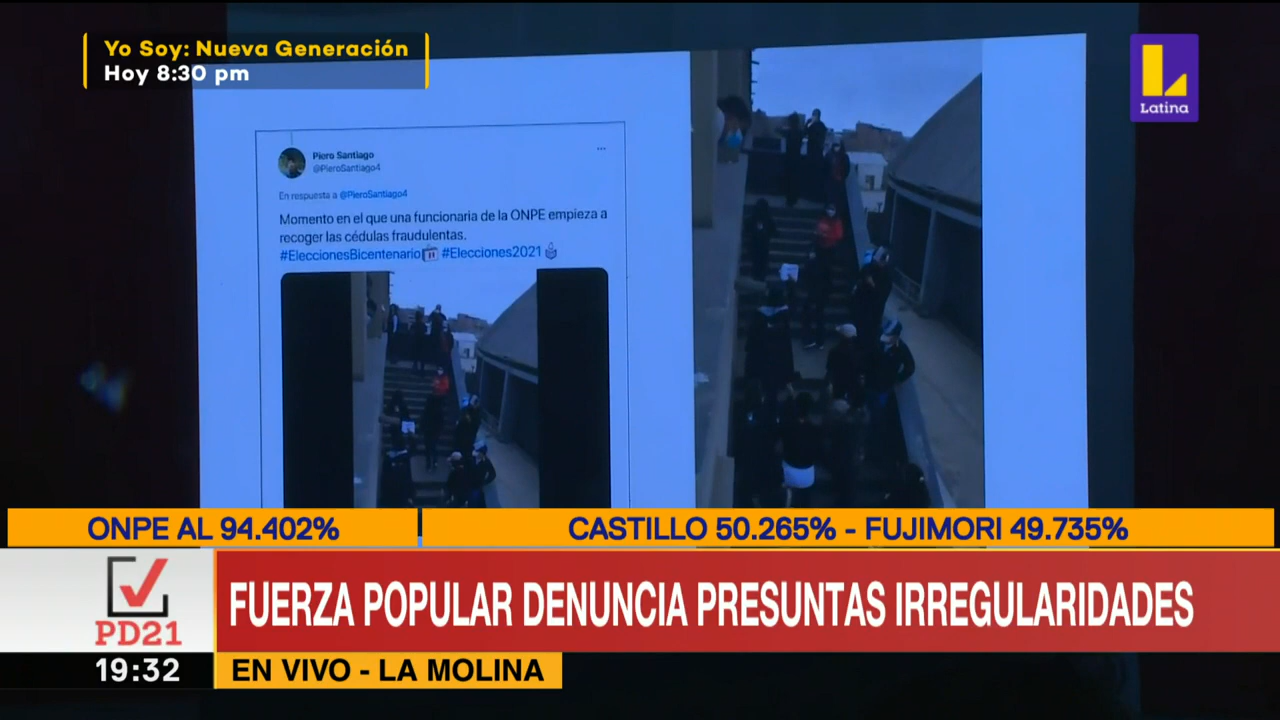 Yo Soy: Nueva Generación
Hoy 8:30 pm
Latina
Piero Santiago
@PieroSantiago4
En respuesta a @PieroSantiago4
Momento en el que una funcionaria de la ONPE empieza a
recoger las cédulas fraudulentas.
#EleccionesBicentenario #Elecciones2021
ONPE AL 94.402%
CASTILLO 50.265% - FUJIMORI 49.735%
PD21
FUERZA POPULAR DENUNCIA PRESUNTAS IRREGULARIDADES
19:32
EN VIVO - LA MOLINA